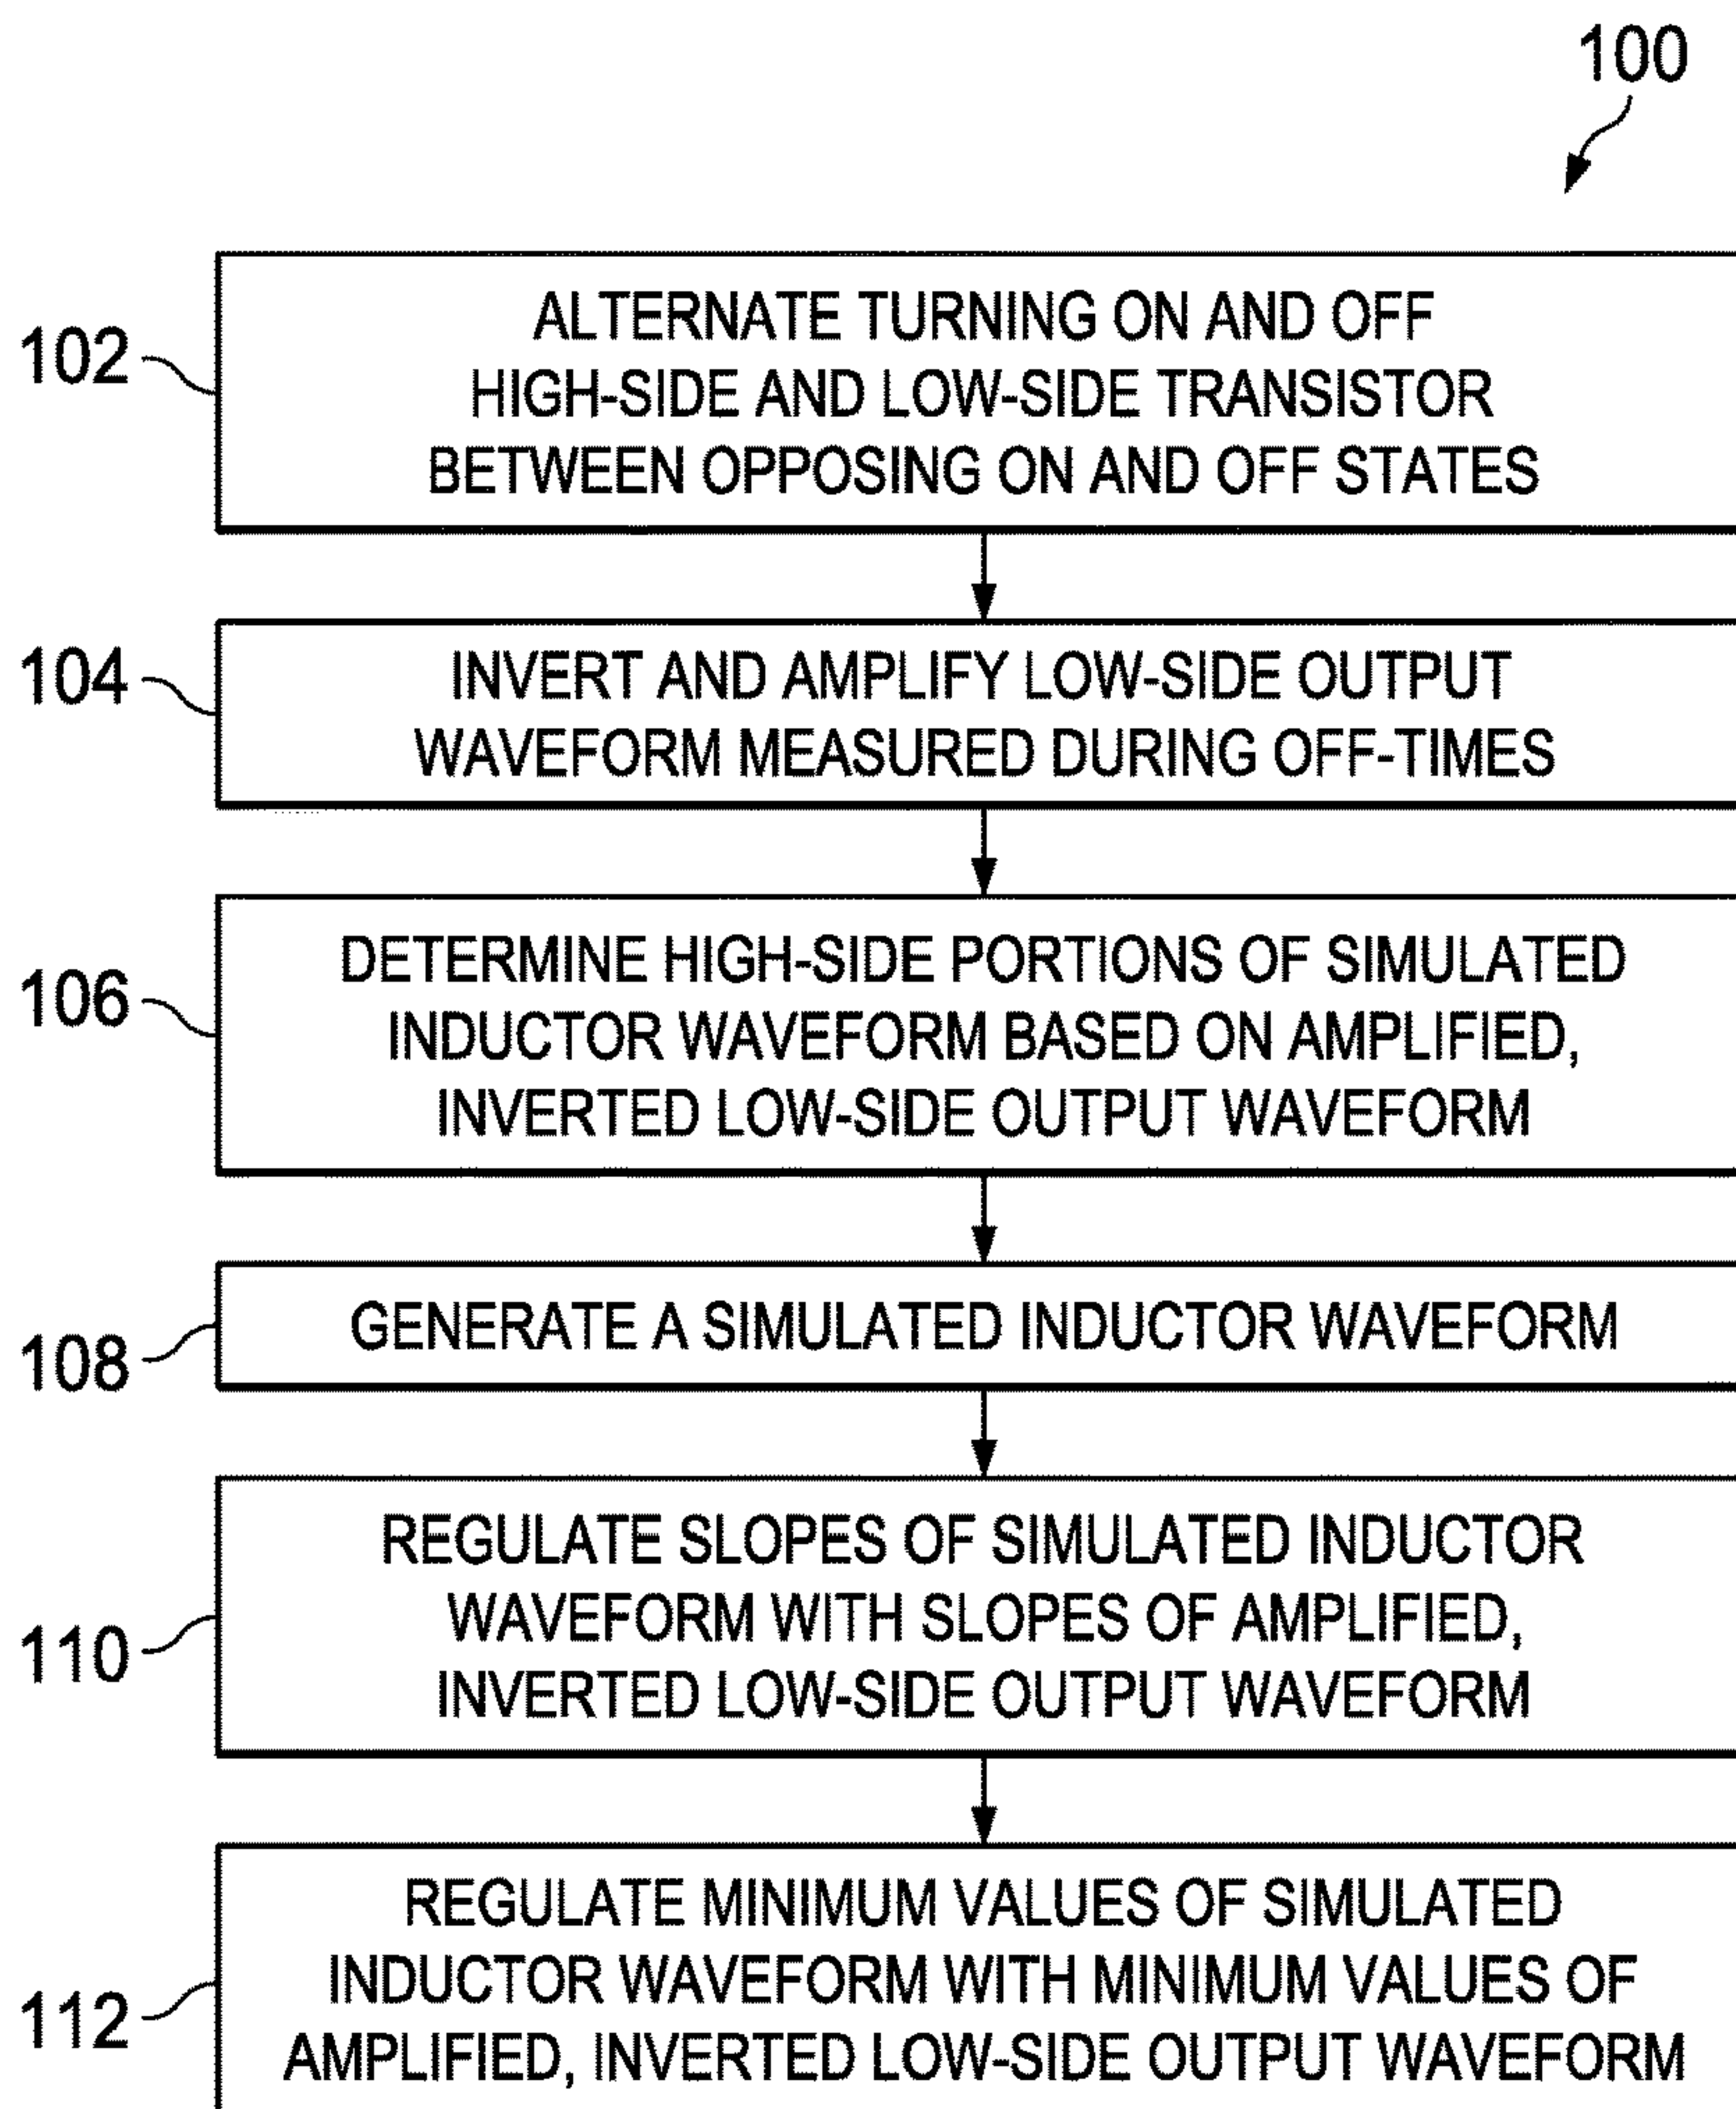 100
102
ALTERNATE TURNING ON AND OFF
HIGH-SIDE AND LOW-SIDE TRANSISTOR
BETWEEN OPPOSING ON AND OFF STATES
104
INVERT AND AMPLIFY LOW-SIDE OUTPUT
WAVEFORM MEASURED DURING OFF-TIMES
106
DETERMINE HIGH-SIDE PORTIONS OF SIMULATED
INDUCTOR WAVEFORM BASED ON AMPLIFIED,
INVERTED LOW-SIDE OUTPUT WAVEFORM
108
GENERATE A SIMULATED INDUCTOR WAVEFORM
110
REGULATE SLOPES OF SIMULATED INDUCTOR
WAVEFORM WITH SLOPES OF AMPLIFIED,
INVERTED LOW-SIDE OUTPUT WAVEFORM
112
REGULATE MINIMUM VALUES OF SIMULATED
INDUCTOR WAVEFORM WITH MINIMUM VALUES OF
AMPLIFIED, INVERTED LOW-SIDE OUTPUT WAVEFORM